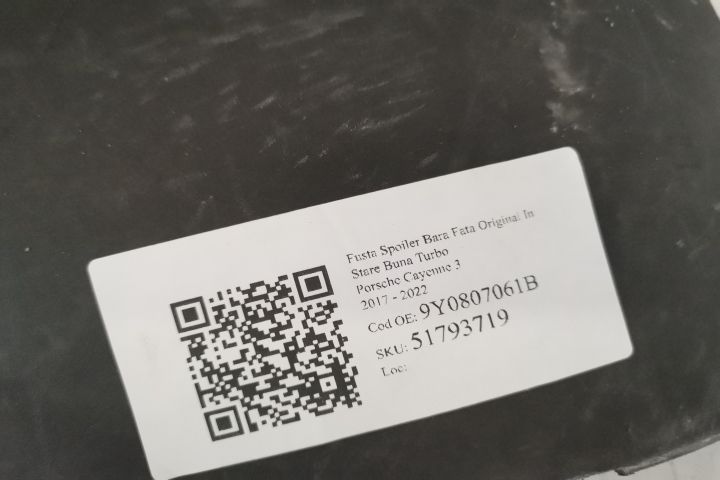 Fusta Spoiler Bara Fata Original In
Stare Buna Turbo
Porsche Cayenne 3
2017 - 2022
Cod OE: 9Y0807061B
SKU: 51793719
Loc: